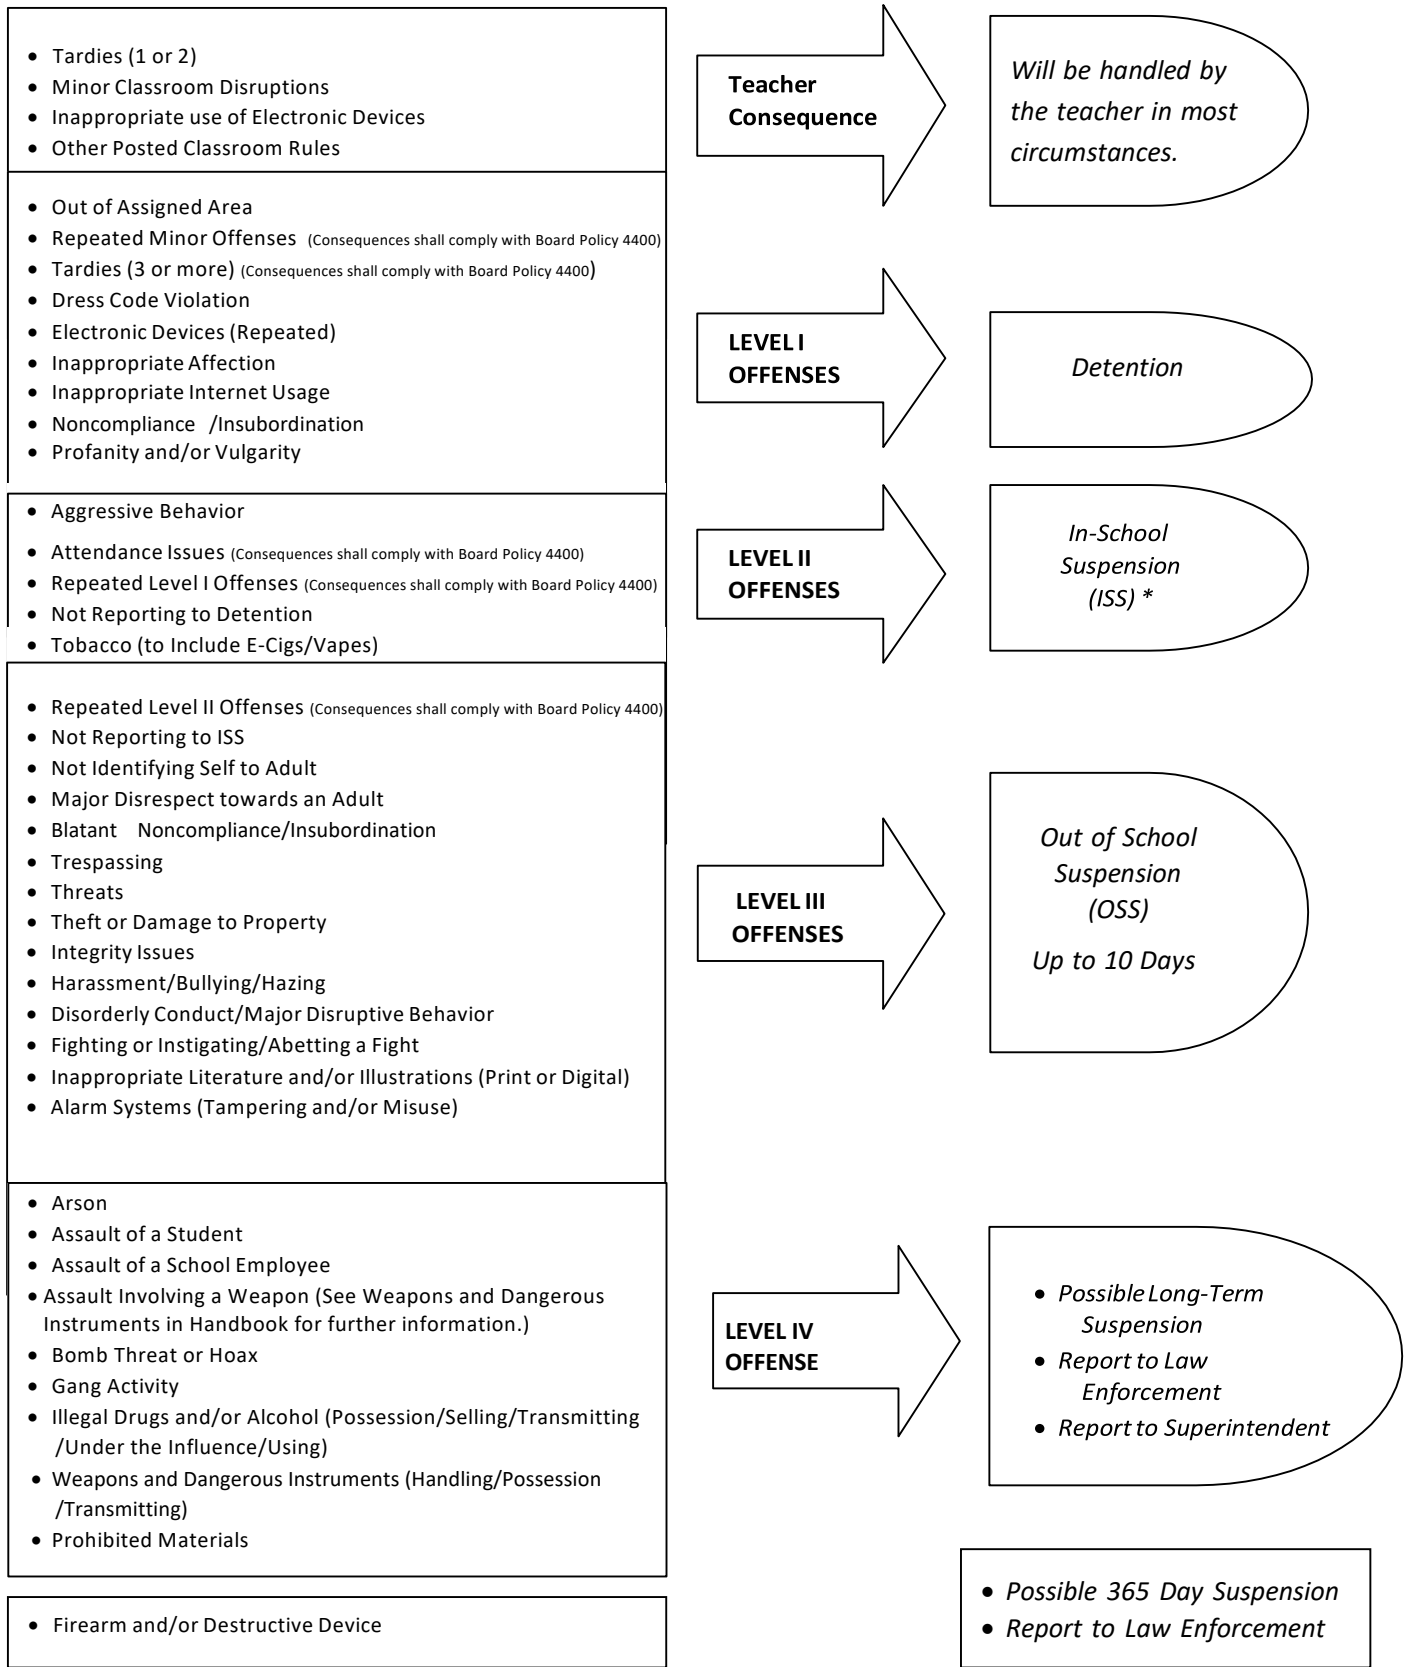 • Tardies (1 or 2)
• Minor Classroom Disruptions
• Inappropriate use of Electronic Devices
• Other Posted Classroom Rules
Teacher
Consequence
Will be handled by
the teacher in most
circumstances.
• Out of Assigned Area
• Repeated Minor Offenses (Consequences shall comply with Board Policy 4400)
• Tardies (3 or more) (Consequences shall comply with Board Policy 4400)
• Dress Code Violation
• Electronic Devices (Repeated)
• Inappropriate Affection
• Inappropriate Internet Usage
• Noncompliance /Insubordination
• Profanity and/or Vulgarity
LEVEL I
OFFENSES
Detention
• Aggressive Behavior
• Attendance Issues (Consequences shall comply with Board Policy 4400)
• Repeated Level I Offenses (Consequences shall comply with Board Policy 4400)
• Not Reporting to Detention
• Tobacco (to Include E-Cigs/Vapes)
LEVEL II
OFFENSES
In-School
Suspension
(ISS) *
• Repeated Level II Offenses (Consequences shall comply with Board Policy 4400)
• Not Reporting to ISS
• Not Identifying Self to Adult
• Major Disrespect towards an Adult
• Blatant Noncompliance/Insubordination
• Trespassing
• Threats
• Theft or Damage to Property
• Integrity Issues
• Harassment/Bullying/Hazing
• Disorderly Conduct/Major Disruptive Behavior
• Fighting or Instigating/Abetting a Fight
• Inappropriate Literature and/or Illustrations (Print or Digital)
• Alarm Systems (Tampering and/or Misuse)
LEVEL III
OFFENSES
Out of School
Suspension
(OSS)
Up to 10 Days
• Arson
• Assault of a Student
• Assault of a School Employee
• Assault Involving a Weapon (See Weapons and Dangerous
Instruments in Handbook for further information.)
• Bomb Threat or Hoax
• Gang Activity
• Illegal Drugs and/or Alcohol (Possession/Selling/Transmitting
/Under the Influence/Using)
• Weapons and Dangerous Instruments (Handling/Possession
/Transmitting)
• Prohibited Materials
LEVEL IV
OFFENSE
• Possible Long-Term
Suspension
• Report to Law
Enforcement
• Report to Superintendent
• Firearm and/or Destructive Device
• Possible 365 Day Suspension
• Report to Law Enforcement